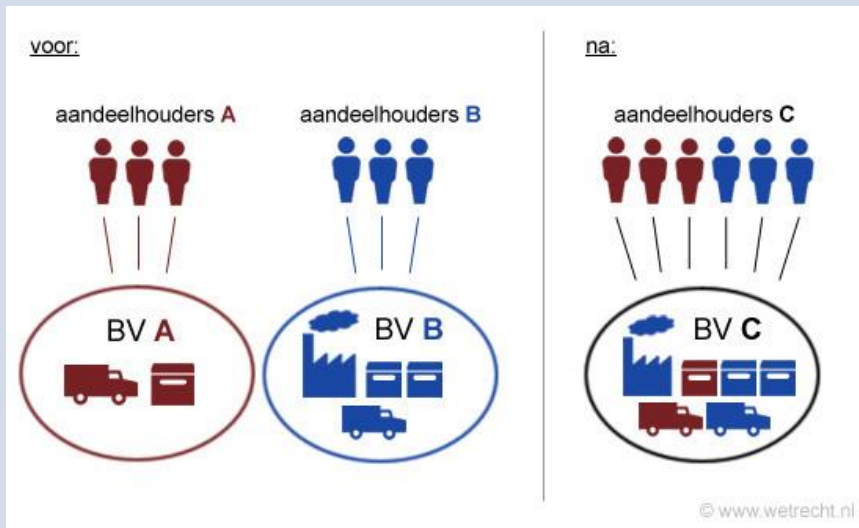 voor:
na:
aandeelhouders A
aandeelhouders B
aandeelhouders C
BV A
BV B
BV C
© www.wetrecht.nl